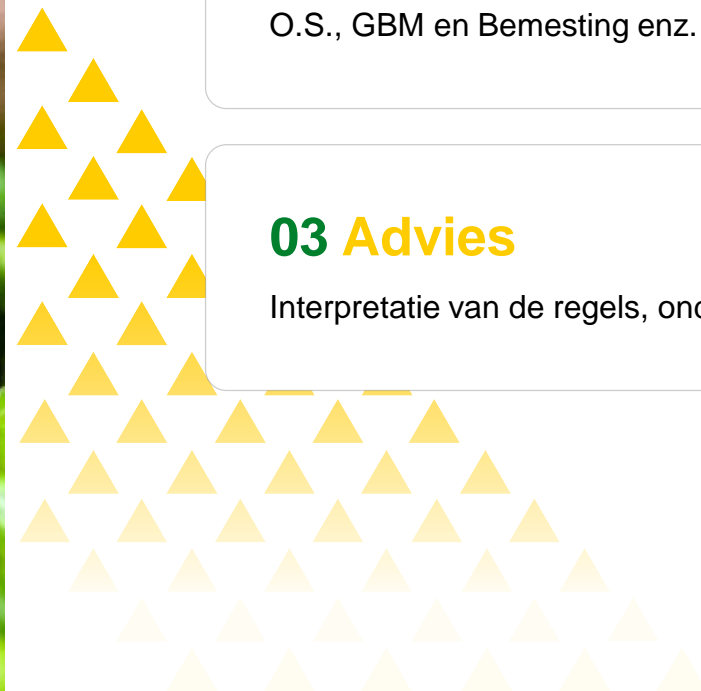 O.S., GBM en Bemesting enz.
03 Advies
Interpretatie van de regels,